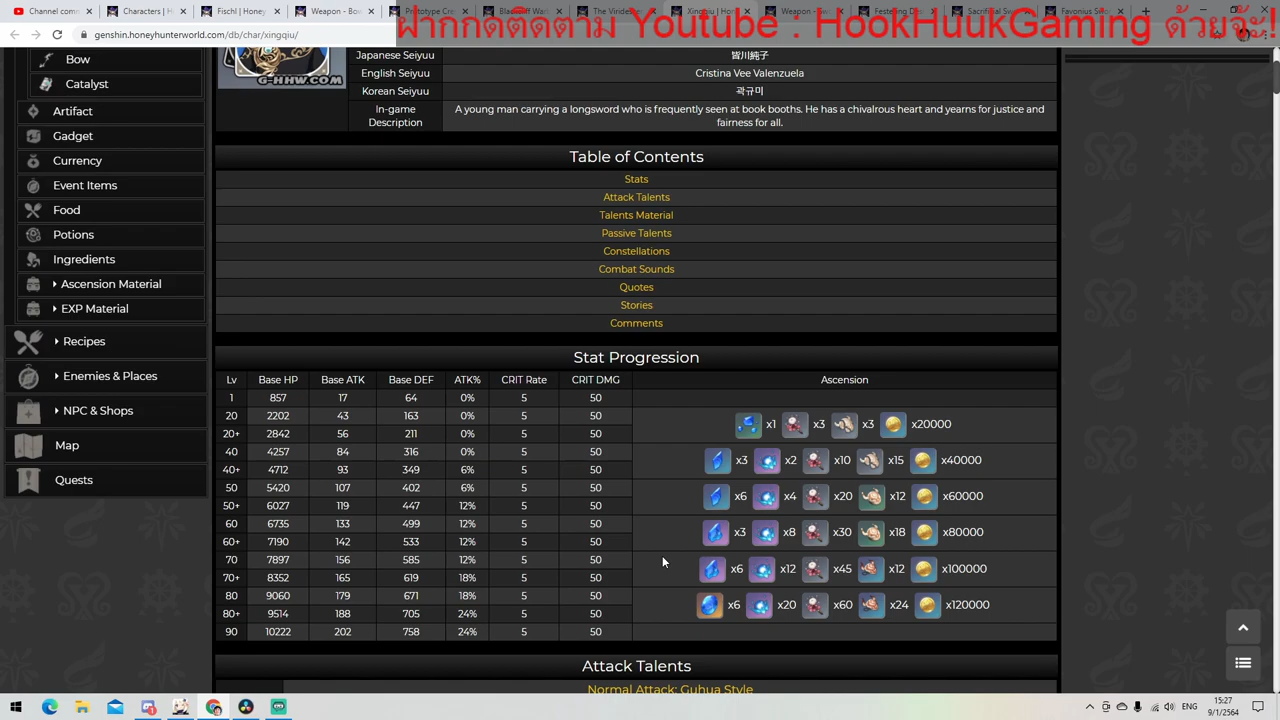 Channel comm
Characters | H
Fischl | Honey
Weapon - Bo
Prototype Cre
Blackcliff Wa
The Viridesce
Xingqiu | Hon
Weapon - Sw
Festering Des
Sacrificial Swo
Favonius Swo
ฝากกดติดตาม Youtube : HookHuukGaming ด้วยจ้ะ!
genshin.honeyhunterworld.com/db/char/xingqiu/
Bow
Catalyst
Artifact
Gadget
Currency
Event Items
Food
Potions
Ingredients
Ascension Material
EXP Material
Recipes
Enemies & Places
NPC & Shops
Map
Quests
G-HHW.COM
Japanese Seiyuu 皆川純子
English Seiyuu Cristina Vee Valenzuela
Korean Seiyuu 곽규미
In-game Description A young man carrying a longsword who is frequently seen at book booths. He has a chivalrous heart and yearns for justice and
fairness for all.
Table of Contents
Stats
Attack Talents
Talents Material
Passive Talents
Constellations
Combat Sounds
Quotes
Stories
Comments
Stat Progression
Lv Base HP Base ATK Base DEF ATK% CRIT Rate CRIT DMG Ascension
1 857 17 64 0% 5 50
20 2202 43 163 0% 5 50 x1 x3 x3 x20000
20+ 2842 56 211 0% 5 50
40 4257 84 316 0% 5 50 x3 x2 x10 x15 x40000
40+ 4712 93 349 6% 5 50
50 5420 107 402 6% 5 50 x6 x4 x20 x12 x60000
50+ 6027 119 447 12% 5 50
60 6735 133 499 12% 5 50 x3 x8 x30 x18 x80000
60+ 7190 142 533 12% 5 50
70 7897 156 585 12% 5 50 x6 x12 x45 x12 x100000
70+ 8352 165 619 18% 5 50
80 9060 179 671 18% 5 50 x6 x20 x60 x24 x120000
80+ 9514 188 705 24% 5 50
90 10222 202 758 24% 5 50
Attack Talents
Normal Attack: Guhua Style
ENG
15:27
9/1/2564